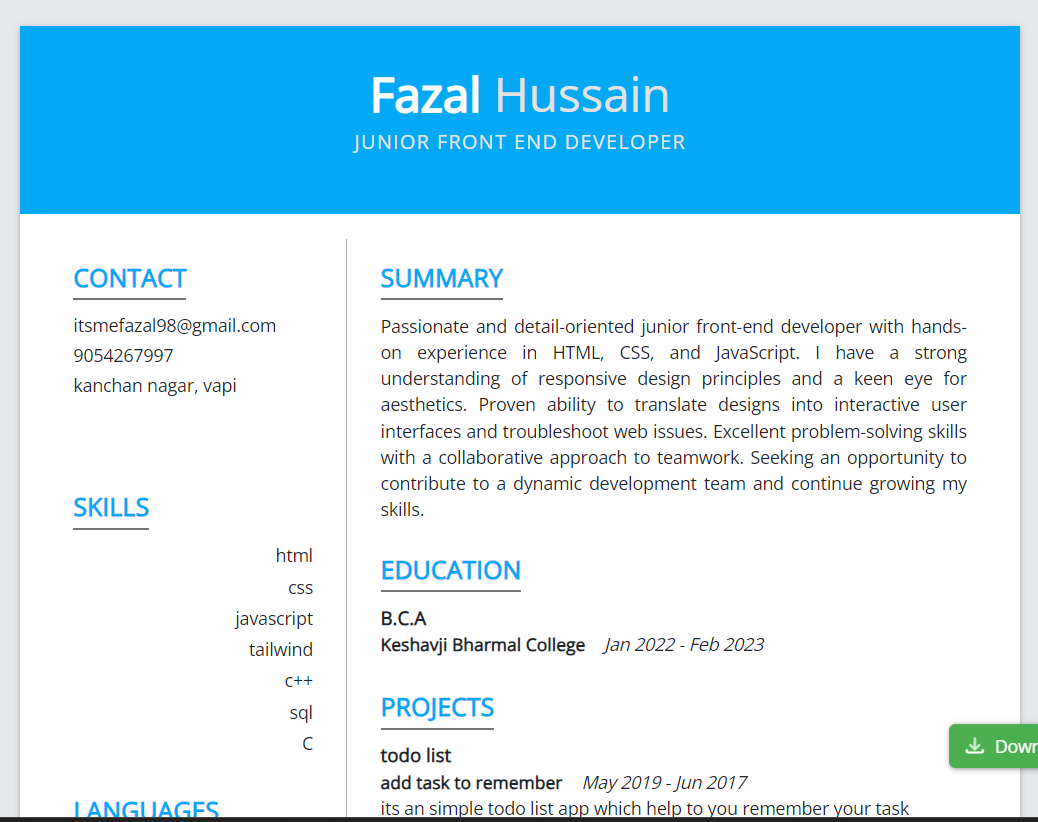 Fazal Hussain
JUNIOR FRONT END DEVELOPER
CONTACT
itsmefazal98@gmail.com
9054267997
kanchan nagar, vapi
SKILLS
html
css
javascript
tailwind
c++
sql
C
LANGUAGES
SUMMARY
Passionate and detail-oriented junior front-end developer with hands-
on experience in HTML, CSS, and JavaScript. I have a strong
understanding of responsive design principles and a keen eye for
aesthetics. Proven ability to translate designs into interactive user
interfaces and troubleshoot web issues. Excellent problem-solving skills
with a collaborative approach to teamwork. Seeking an opportunity to
contribute to a dynamic development team and continue growing my
skills.
EDUCATION
B.C.A
Keshavji Bharmal College Jan 2022 - Feb 2023
PROJECTS
todo list
add task to remember May 2019 - Jun 2017
its an simple todo list app which help to you remember your task
Down